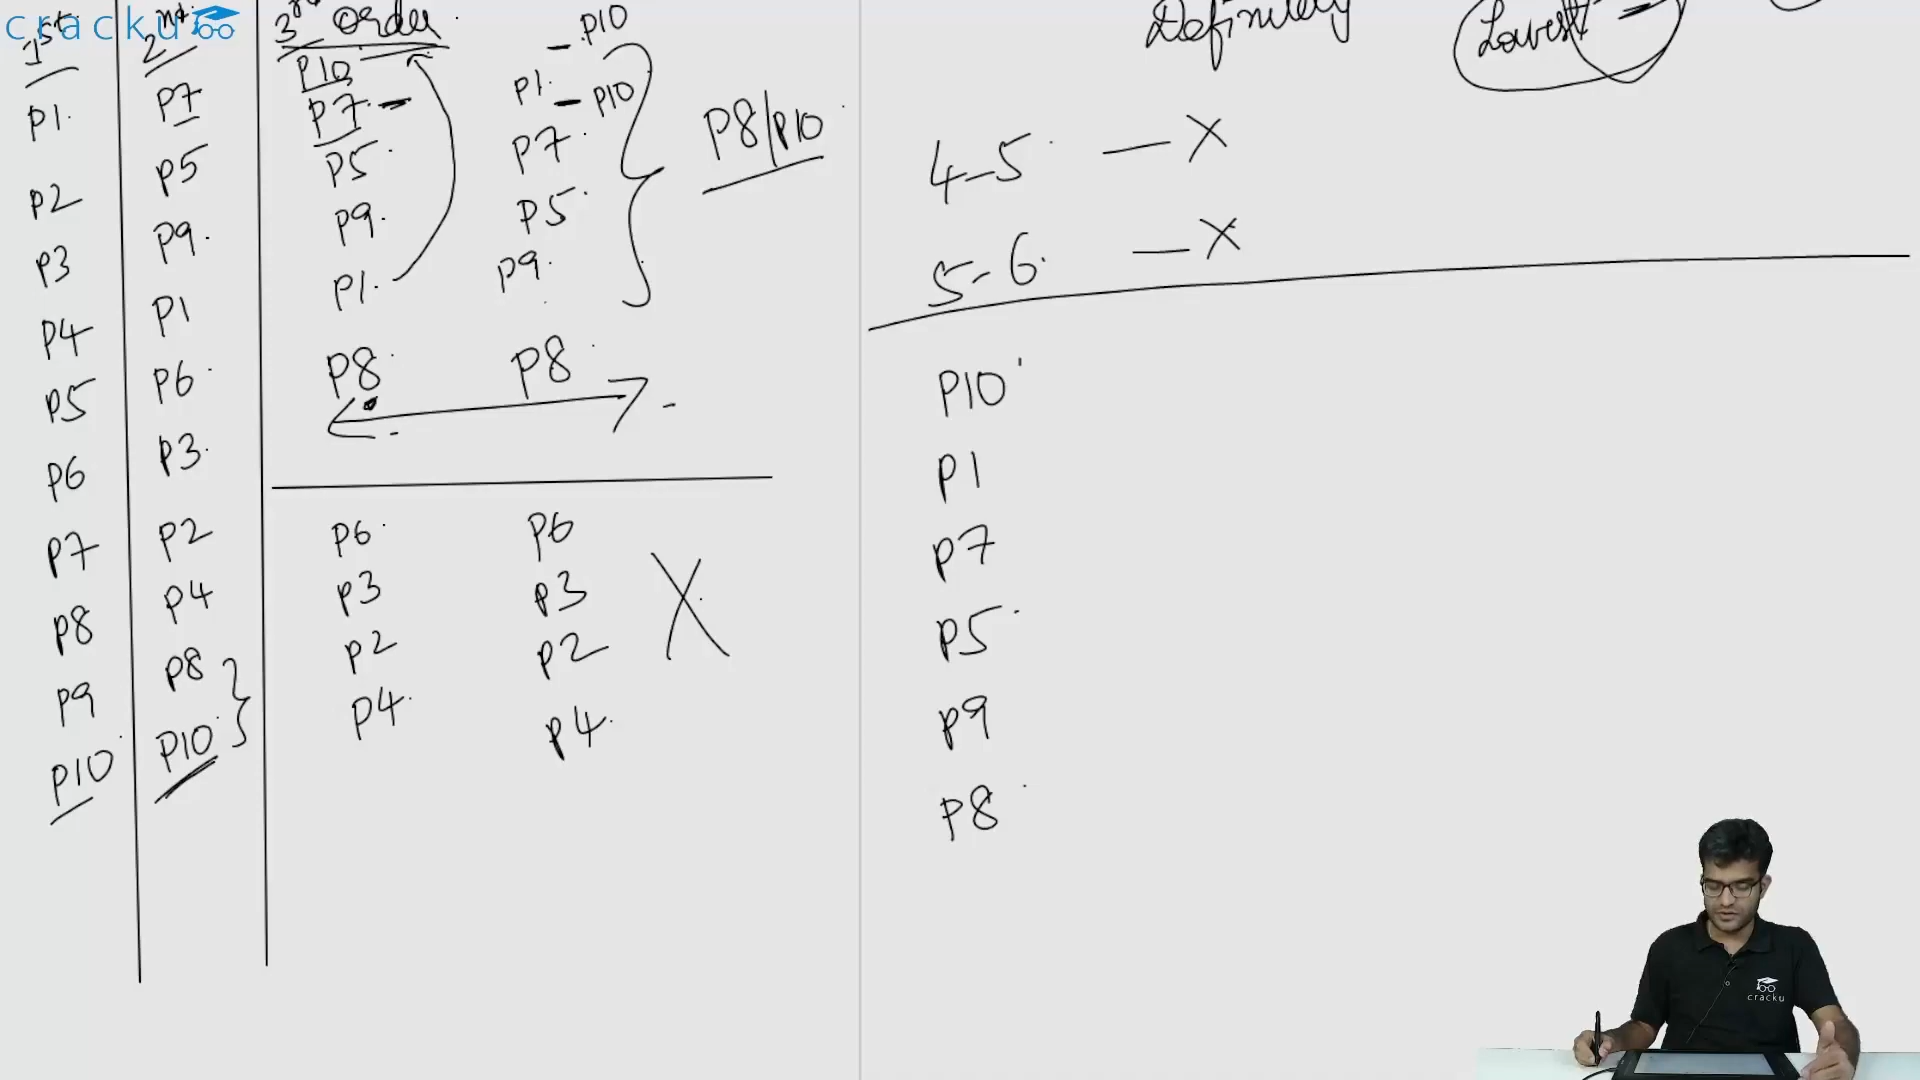 cracku
1st
P1.
P2
P3
P4
P5
P6
P7
P8
P9
P10
2nd
P7
P5
P9.
P1
P6.
P3.
P2
P4
P8
P10
3rd Order
P10
P7. -
P5.
P9.
P1.
P8.
P6.
P3
P2
P4.
- P10
P1.
- P10
P7.
P5.
P9.
P8
P6
P3
P2
P4.
X
P8/P10
Definitely
Lowest
4-5. - X
5-6. - X
P10
P1
P7
P5
P9
P8
cracku